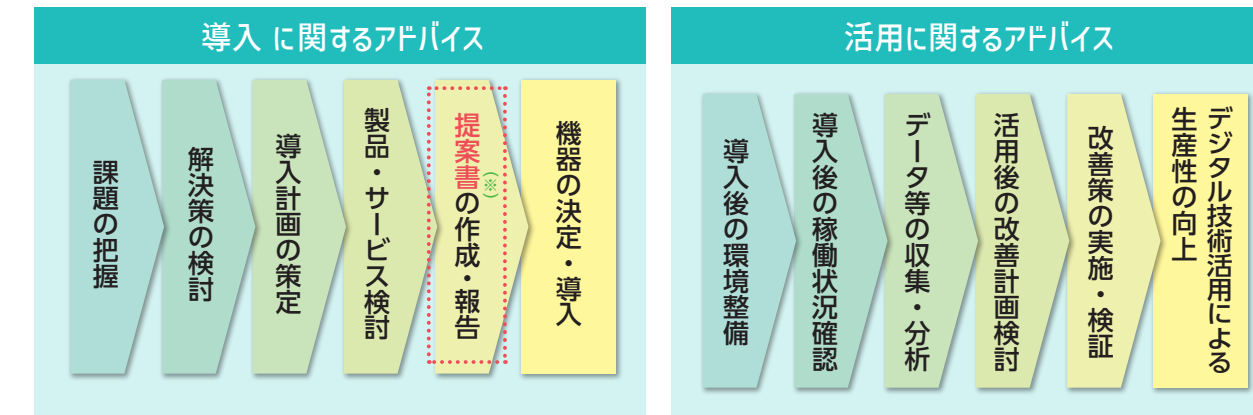 導入 に関するアドバイス
課題の把握
解決策の検討
導入計画の策定
製品・サービス検討
提案書(※)の作成・報告
機器の決定・導入
活用に関するアドバイス
導入後の環境整備
導入後の稼働状況確認
データ等の収集・分析
活用後の改善計画検討
改善策の実施・検証
デジタル技術活用による
生産性の向上